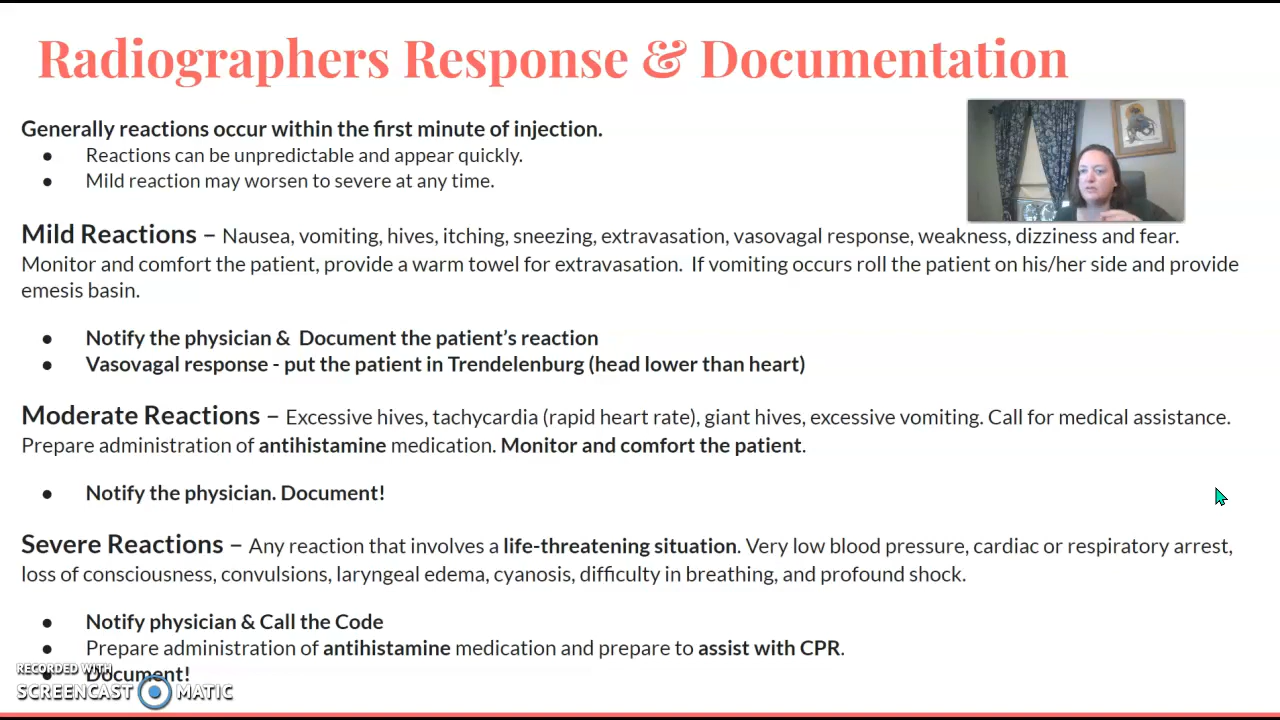 Radiographers Response & Documentation
Generally reactions occur within the first minute of injection.
● Reactions can be unpredictable and appear quickly.
● Mild reaction may worsen to severe at any time.
Mild Reactions – Nausea, vomiting, hives, itching, sneezing, extravasation, vasovagal response, weakness, dizziness and fear.
Monitor and comfort the patient, provide a warm towel for extravasation. If vomiting occurs roll the patient on his/her side and provide
emesis basin.
● Notify the physician & Document the patient’s reaction
● Vasovagal response - put the patient in Trendelenburg (head lower than heart)
Moderate Reactions – Excessive hives, tachycardia (rapid heart rate), giant hives, excessive vomiting. Call for medical assistance.
Prepare administration of antihistamine medication. Monitor and comfort the patient.
● Notify the physician. Document!
Severe Reactions – Any reaction that involves a life-threatening situation. Very low blood pressure, cardiac or respiratory arrest,
loss of consciousness, convulsions, laryngeal edema, cyanosis, difficulty in breathing, and profound shock.
● Notify physician & Call the Code
● Prepare administration of antihistamine medication and prepare to assist with CPR.
● Document!
RECORDED WITH
SCREENCAST MATIC